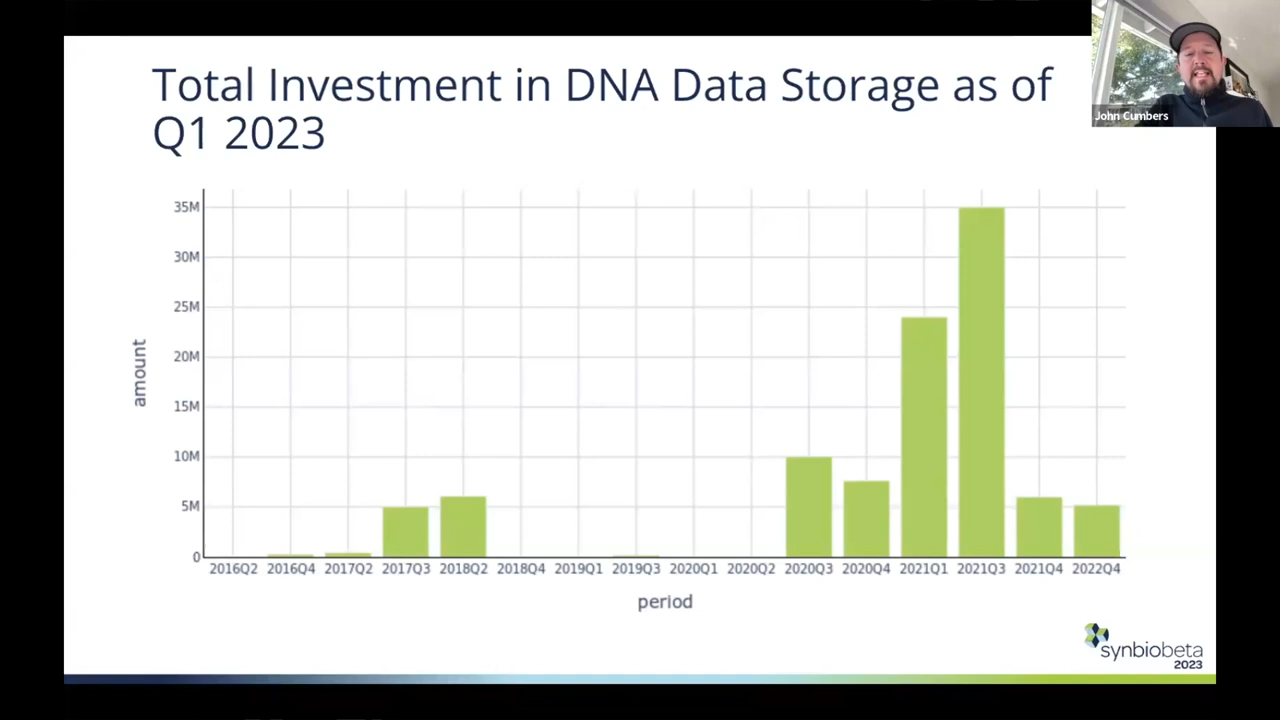 Total Investment in DNA Data Storage as of
Q1 2023
John Cumbers
35M
30M
25M
20M
15M
10M
5M
0
amount
2016Q2 2016Q4 2017Q2 2017Q3 2018Q2 2018Q4 2019Q1 2019Q3 2020Q1 2020Q2 2020Q3 2020Q4 2021Q1 2021Q3 2021Q4 2022Q4
period
synbiobeta
2023